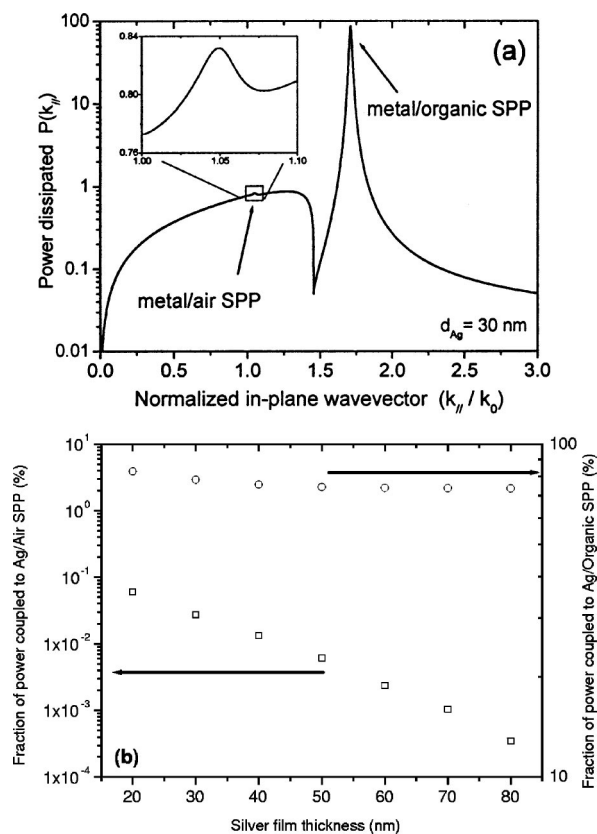 (a)
0.84
0.80
0.76
1.00
1.05
1.10
metal/organic SPP
metal/air SPP
d_Ag = 30 nm
100
10
1
0.1
0.01
Power dissipated P(k_//)
0.0 0.5 1.0 1.5 2.0 2.5 3.0
Normalized in-plane wavevector (k_// / k_0)
10^1
10^0
10^-1
1x10^-2
1x10^-3
1x10^-4
Fraction of power coupled to Ag/Air SPP (%)
100
10
Fraction of power coupled to Ag/Organic SPP (%)
(b)
20 30 40 50 60 70 80
Silver film thickness (nm)